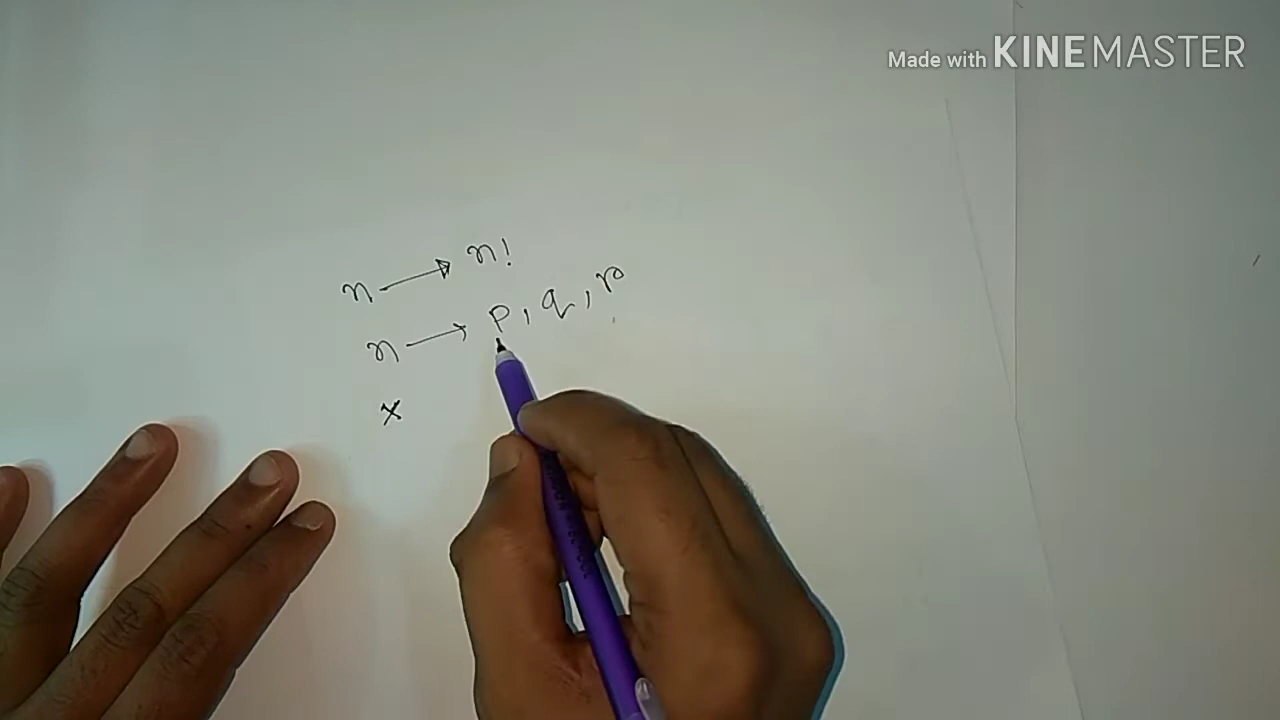 Made with KINEMASTER
n → n!
n → p, q, r
x